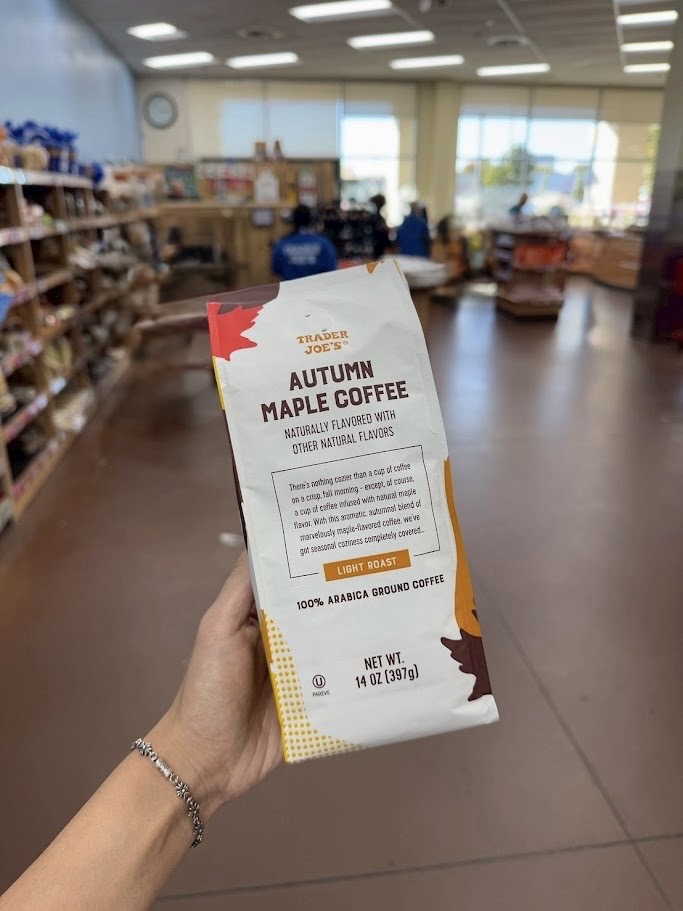 TRADER
JOE'S®
AUTUMN
MAPLE COFFEE
NATURALLY FLAVORED WITH
OTHER NATURAL FLAVORS
There's nothing cozier than a cup of coffee
on a crisp, fall morning - except, of course,
a cup of coffee infused with natural maple
flavor. With this aromatic, autumnal blend of
marvelously maple-flavored coffee, we've
got seasonal coziness completely covered.
LIGHT ROAST
100% ARABICA GROUND COFFEE
NET WT.
14 OZ (397g)
U
PAREVE
TRADER
JOE'S